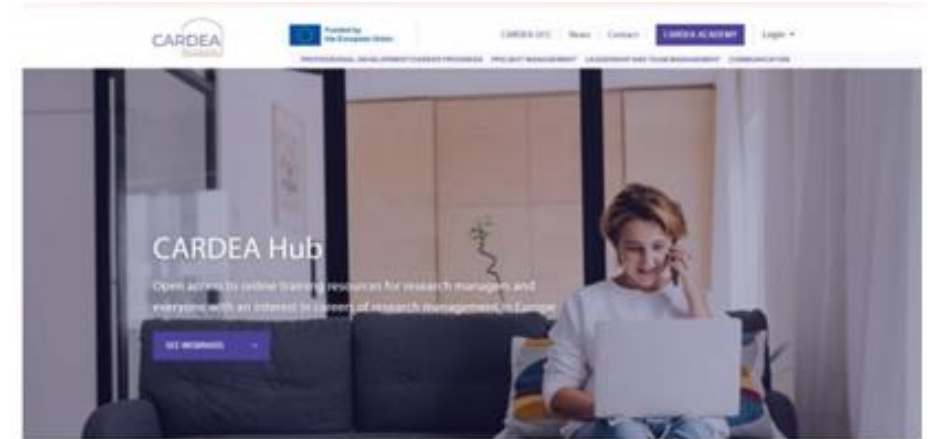 CARDEA
Funded by
the European Union
CARDEA UCC
News
Contact
CARDEA ACADEMY
Login
PROFESSIONAL DEVELOPMENT/CAREER PROGRESS PROJECT MANAGEMENT LEADERSHIP AND TEAM MANAGEMENT COMMUNICATION
CARDEA Hub
Open access to online training resources for research managers and
everyone with an interest in careers of research management in Europe
SEE WEBINARS